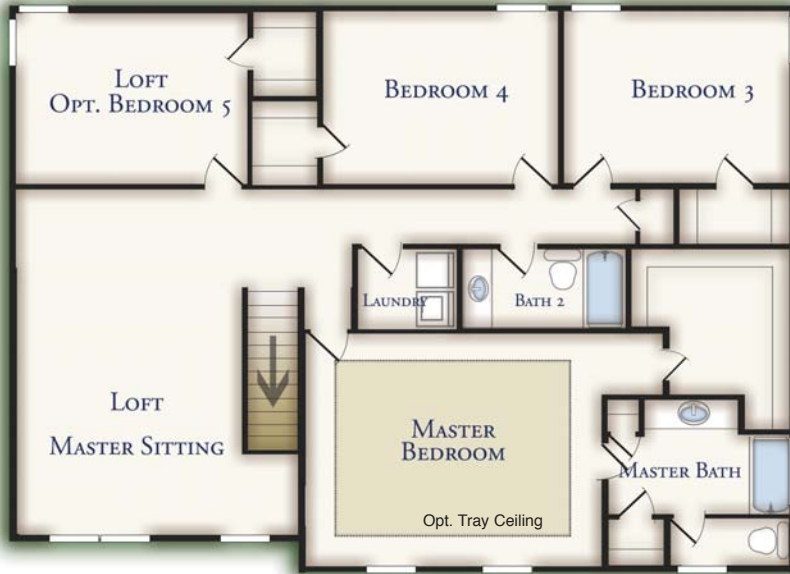 Loft
Opt. Bedroom 5
Bedroom 4
Bedroom 3
Laundry
Bath 2
Loft
Master Sitting
Master
Bedroom
Opt. Tray Ceiling
Master Bath